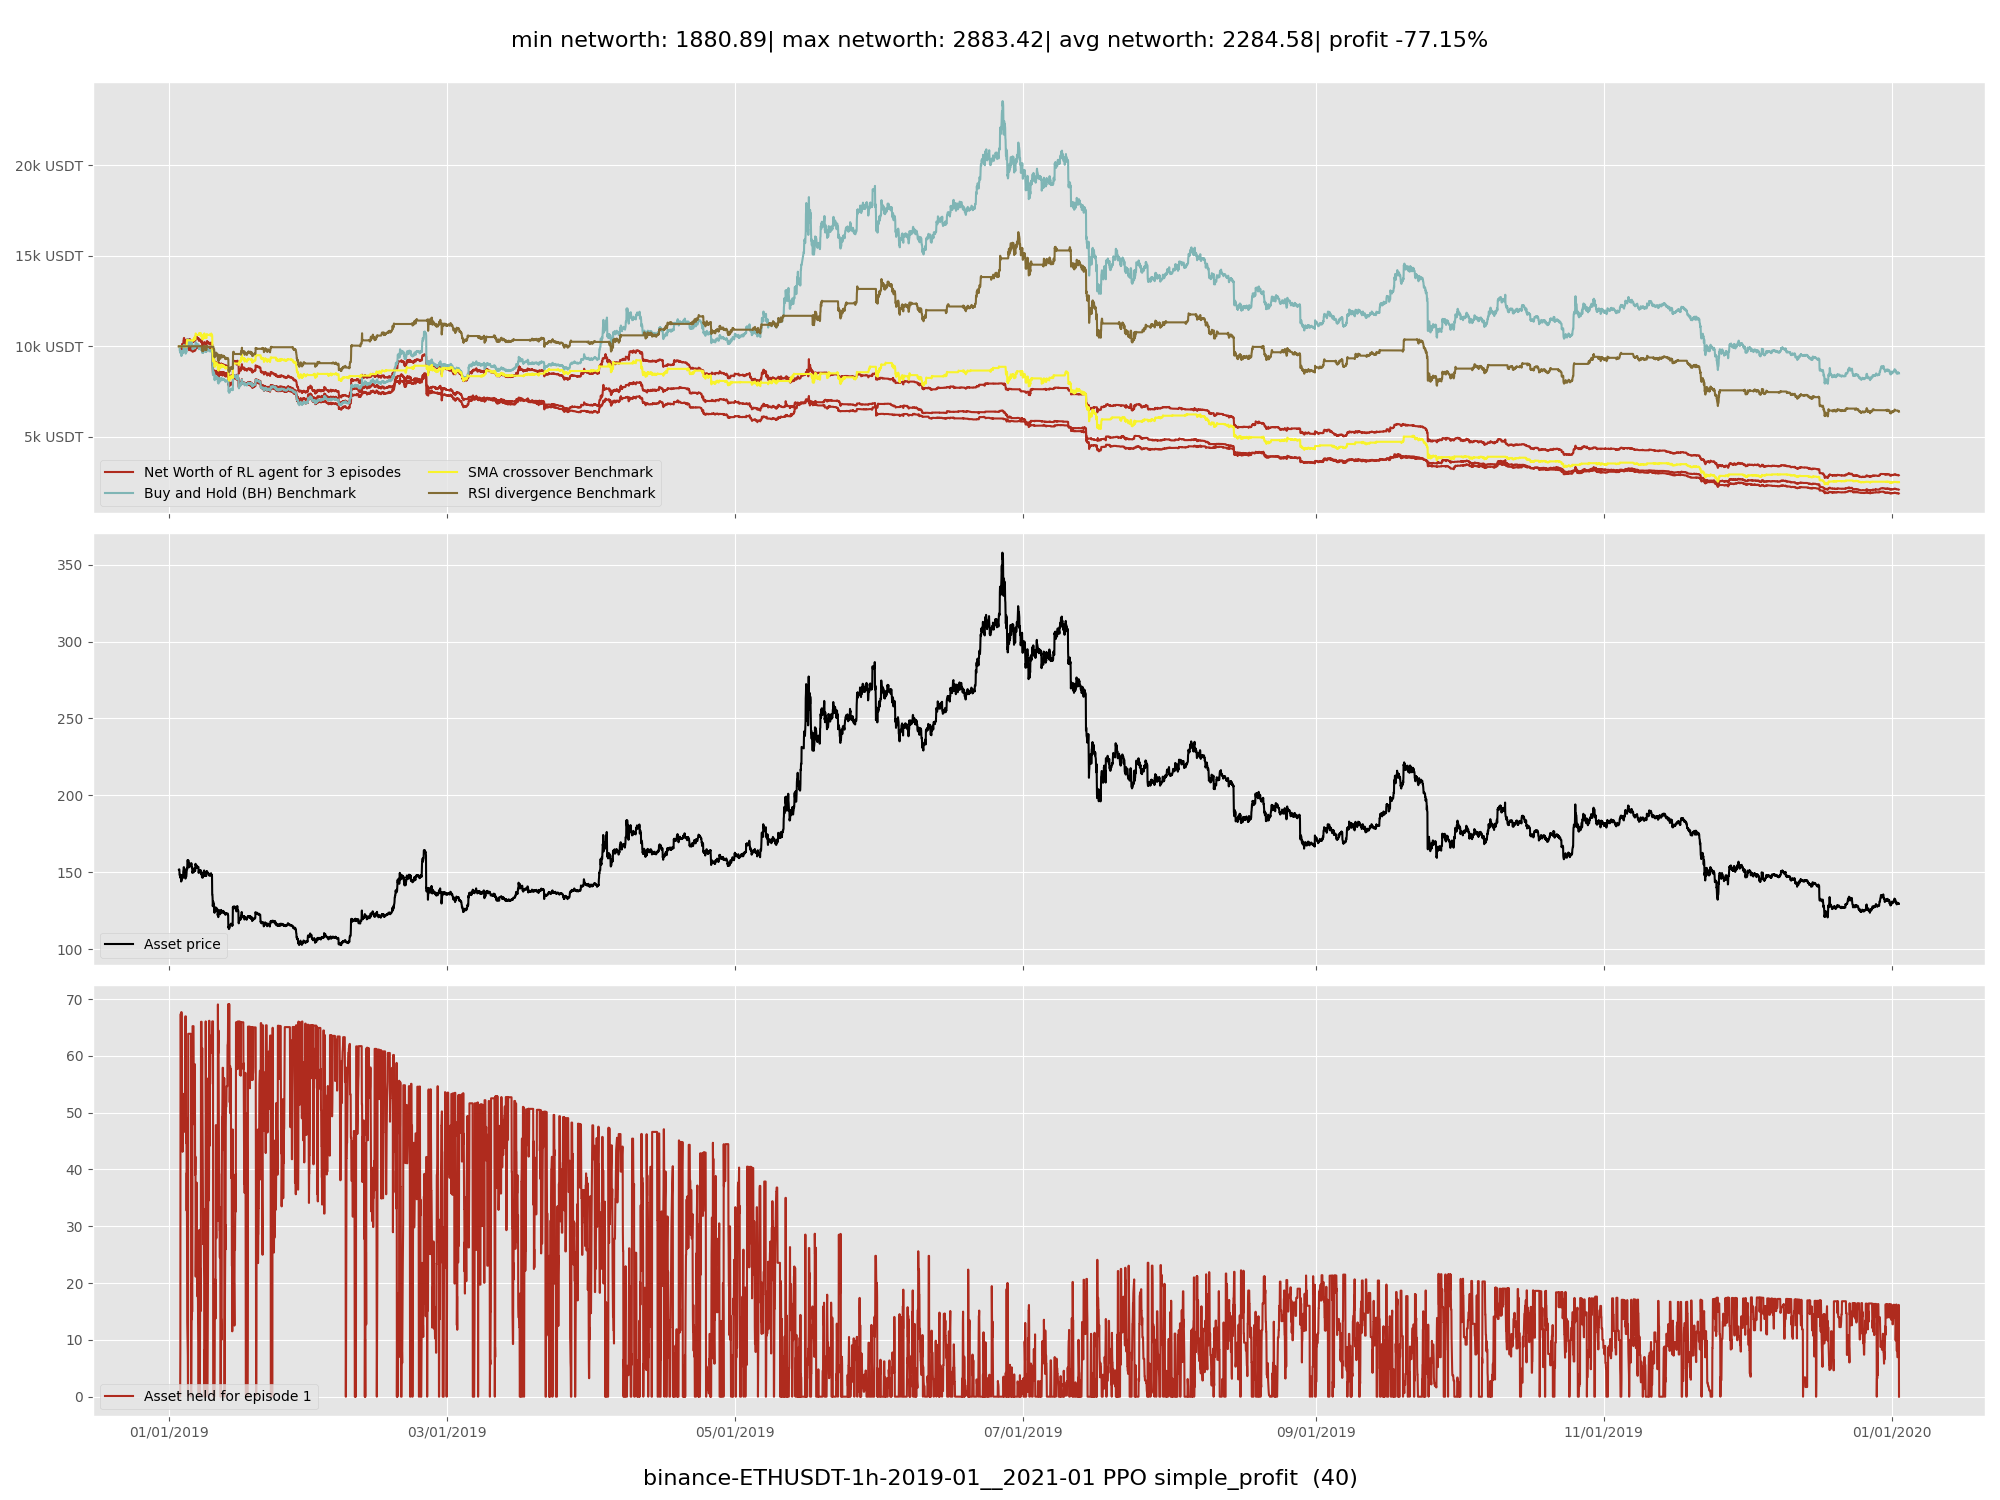 min networth: 1880.89| max networth: 2883.42| avg networth: 2284.58| profit -77.15%
20k USDT
15k USDT
10k USDT
5k USDT
Net Worth of RL agent for 3 episodes
Buy and Hold (BH) Benchmark
SMA crossover Benchmark
RSI divergence Benchmark
350
300
250
200
150
100
Asset price
70
60
50
40
30
20
10
0
Asset held for episode 1
01/01/2019 03/01/2019 05/01/2019 07/01/2019 09/01/2019 11/01/2019 01/01/2020
binance-ETHUSDT-1h-2019-01__2021-01 PPO simple_profit  (40)